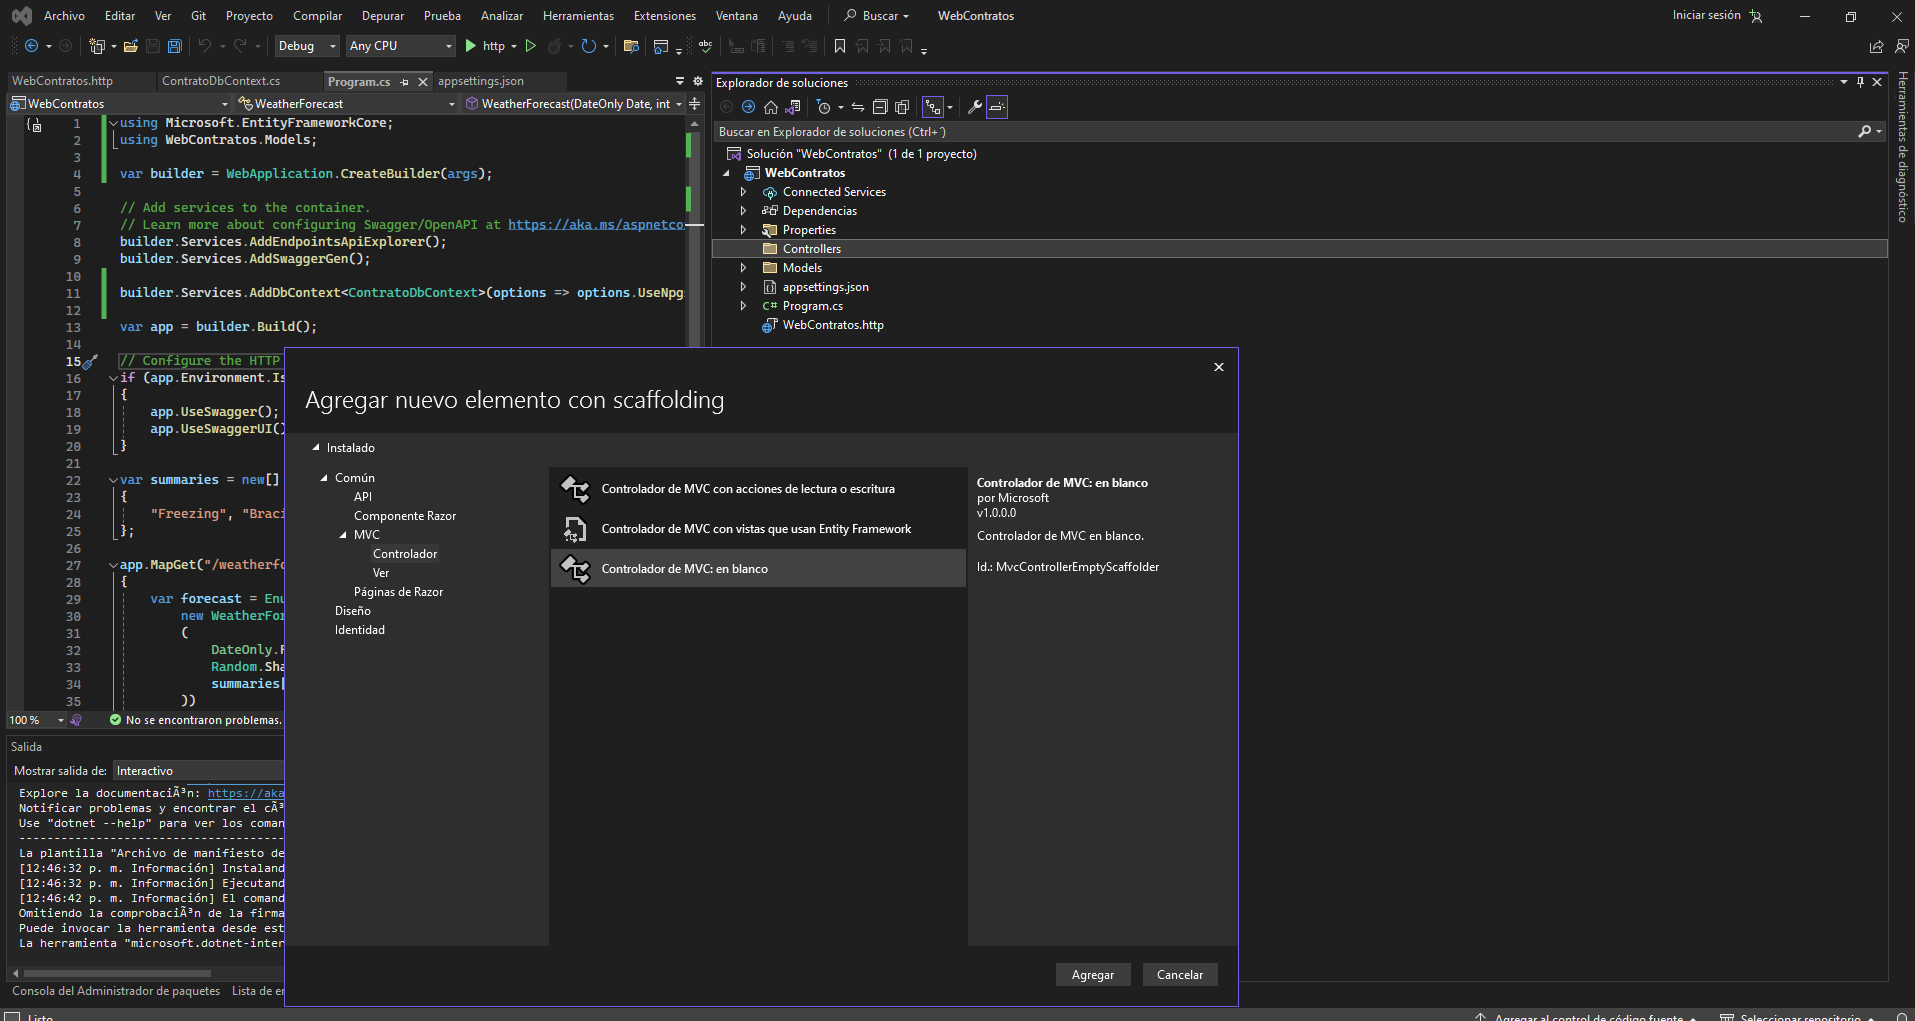 Archivo Editar Ver Git Proyecto Compilar Depurar Prueba Analizar Herramientas Extensiones Ventana Ayuda Buscar WebContratos Iniciar sesión
Debug Any CPU http
WebContratos.http ContratoDbContext.cs Program.cs appsettings.json
WebContratos WeatherForecast WeatherForecast(DateOnly Date, int
1 using Microsoft.EntityFrameworkCore;
2 using WebContratos.Models;
3
4 var builder = WebApplication.CreateBuilder(args);
5
6 // Add services to the container.
7 // Learn more about configuring Swagger/OpenAPI at https://aka.ms/aspnetco
8 builder.Services.AddEndpointsApiExplorer();
9 builder.Services.AddSwaggerGen();
10
11 builder.Services.AddDbContext<ContratoDbContext>(options => options.UseNpg
12
13 var app = builder.Build();
14
15 // Configure the HTTP
16 if (app.Environment.Is
17 {
18 app.UseSwagger();
19 app.UseSwaggerUI()
20 }
21
22 var summaries = new[]
23 {
24 "Freezing", "Braci
25 };
26
27 app.MapGet("/weatherfo
28 {
29 var forecast = Enu
30 new WeatherFor
31 (
32 DateOnly.F
33 Random.Sha
34 summaries[
35 ))
100 % No se encontraron problemas.
Salida
Mostrar salida de: Interactivo
Explore la documentaciÃ³n: https://aka
Notificar problemas y encontrar el cÃ³
Use "dotnet --help" para ver los coman
--------------------------------------
La plantilla "Archivo de manifiesto de
[12:46:32 p. m. Información] Instaland
[12:46:32 p. m. Información] Ejecutand
[12:46:42 p. m. Información] El comand
Omitiendo la comprobaciÃ³n de la firma
Puede invocar la herramienta desde est
La herramienta "microsoft.dotnet-inter
Consola del Administrador de paquetes Lista de er
Listo
Explorador de soluciones
Buscar en Explorador de soluciones (Ctrl+´)
Solución "WebContratos" (1 de 1 proyecto)
WebContratos
Connected Services
Dependencias
Properties
Controllers
Models
appsettings.json
C# Program.cs
WebContratos.http
Herramientas de diagnóstico
Agregar nuevo elemento con scaffolding
Instalado
Común
API
Componente Razor
MVC
Controlador
Ver
Páginas de Razor
Diseño
Identidad
Controlador de MVC con acciones de lectura o escritura
Controlador de MVC con vistas que usan Entity Framework
Controlador de MVC: en blanco
Controlador de MVC: en blanco
por Microsoft
v1.0.0.0
Controlador de MVC en blanco.
Id.: MvcControllerEmptyScaffolder
Agregar Cancelar
Agregar al control de código fuente Seleccionar repositorio